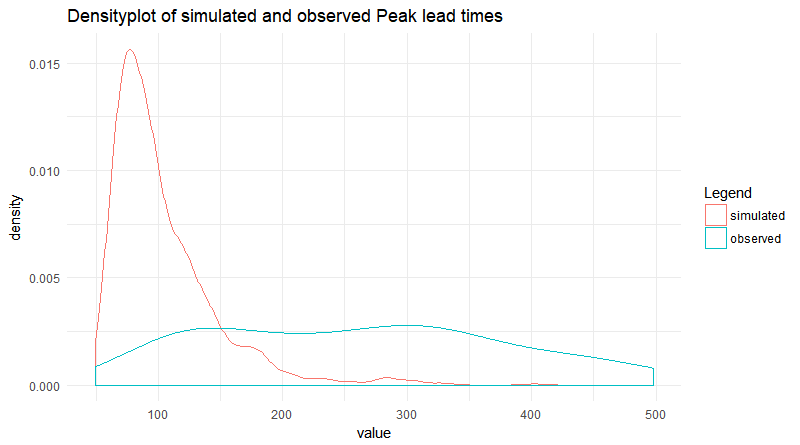 Densityplot of simulated and observed Peak lead times
0.015
0.010
0.005
0.000
density
100 200 300 400 500
value
Legend
simulated
observed